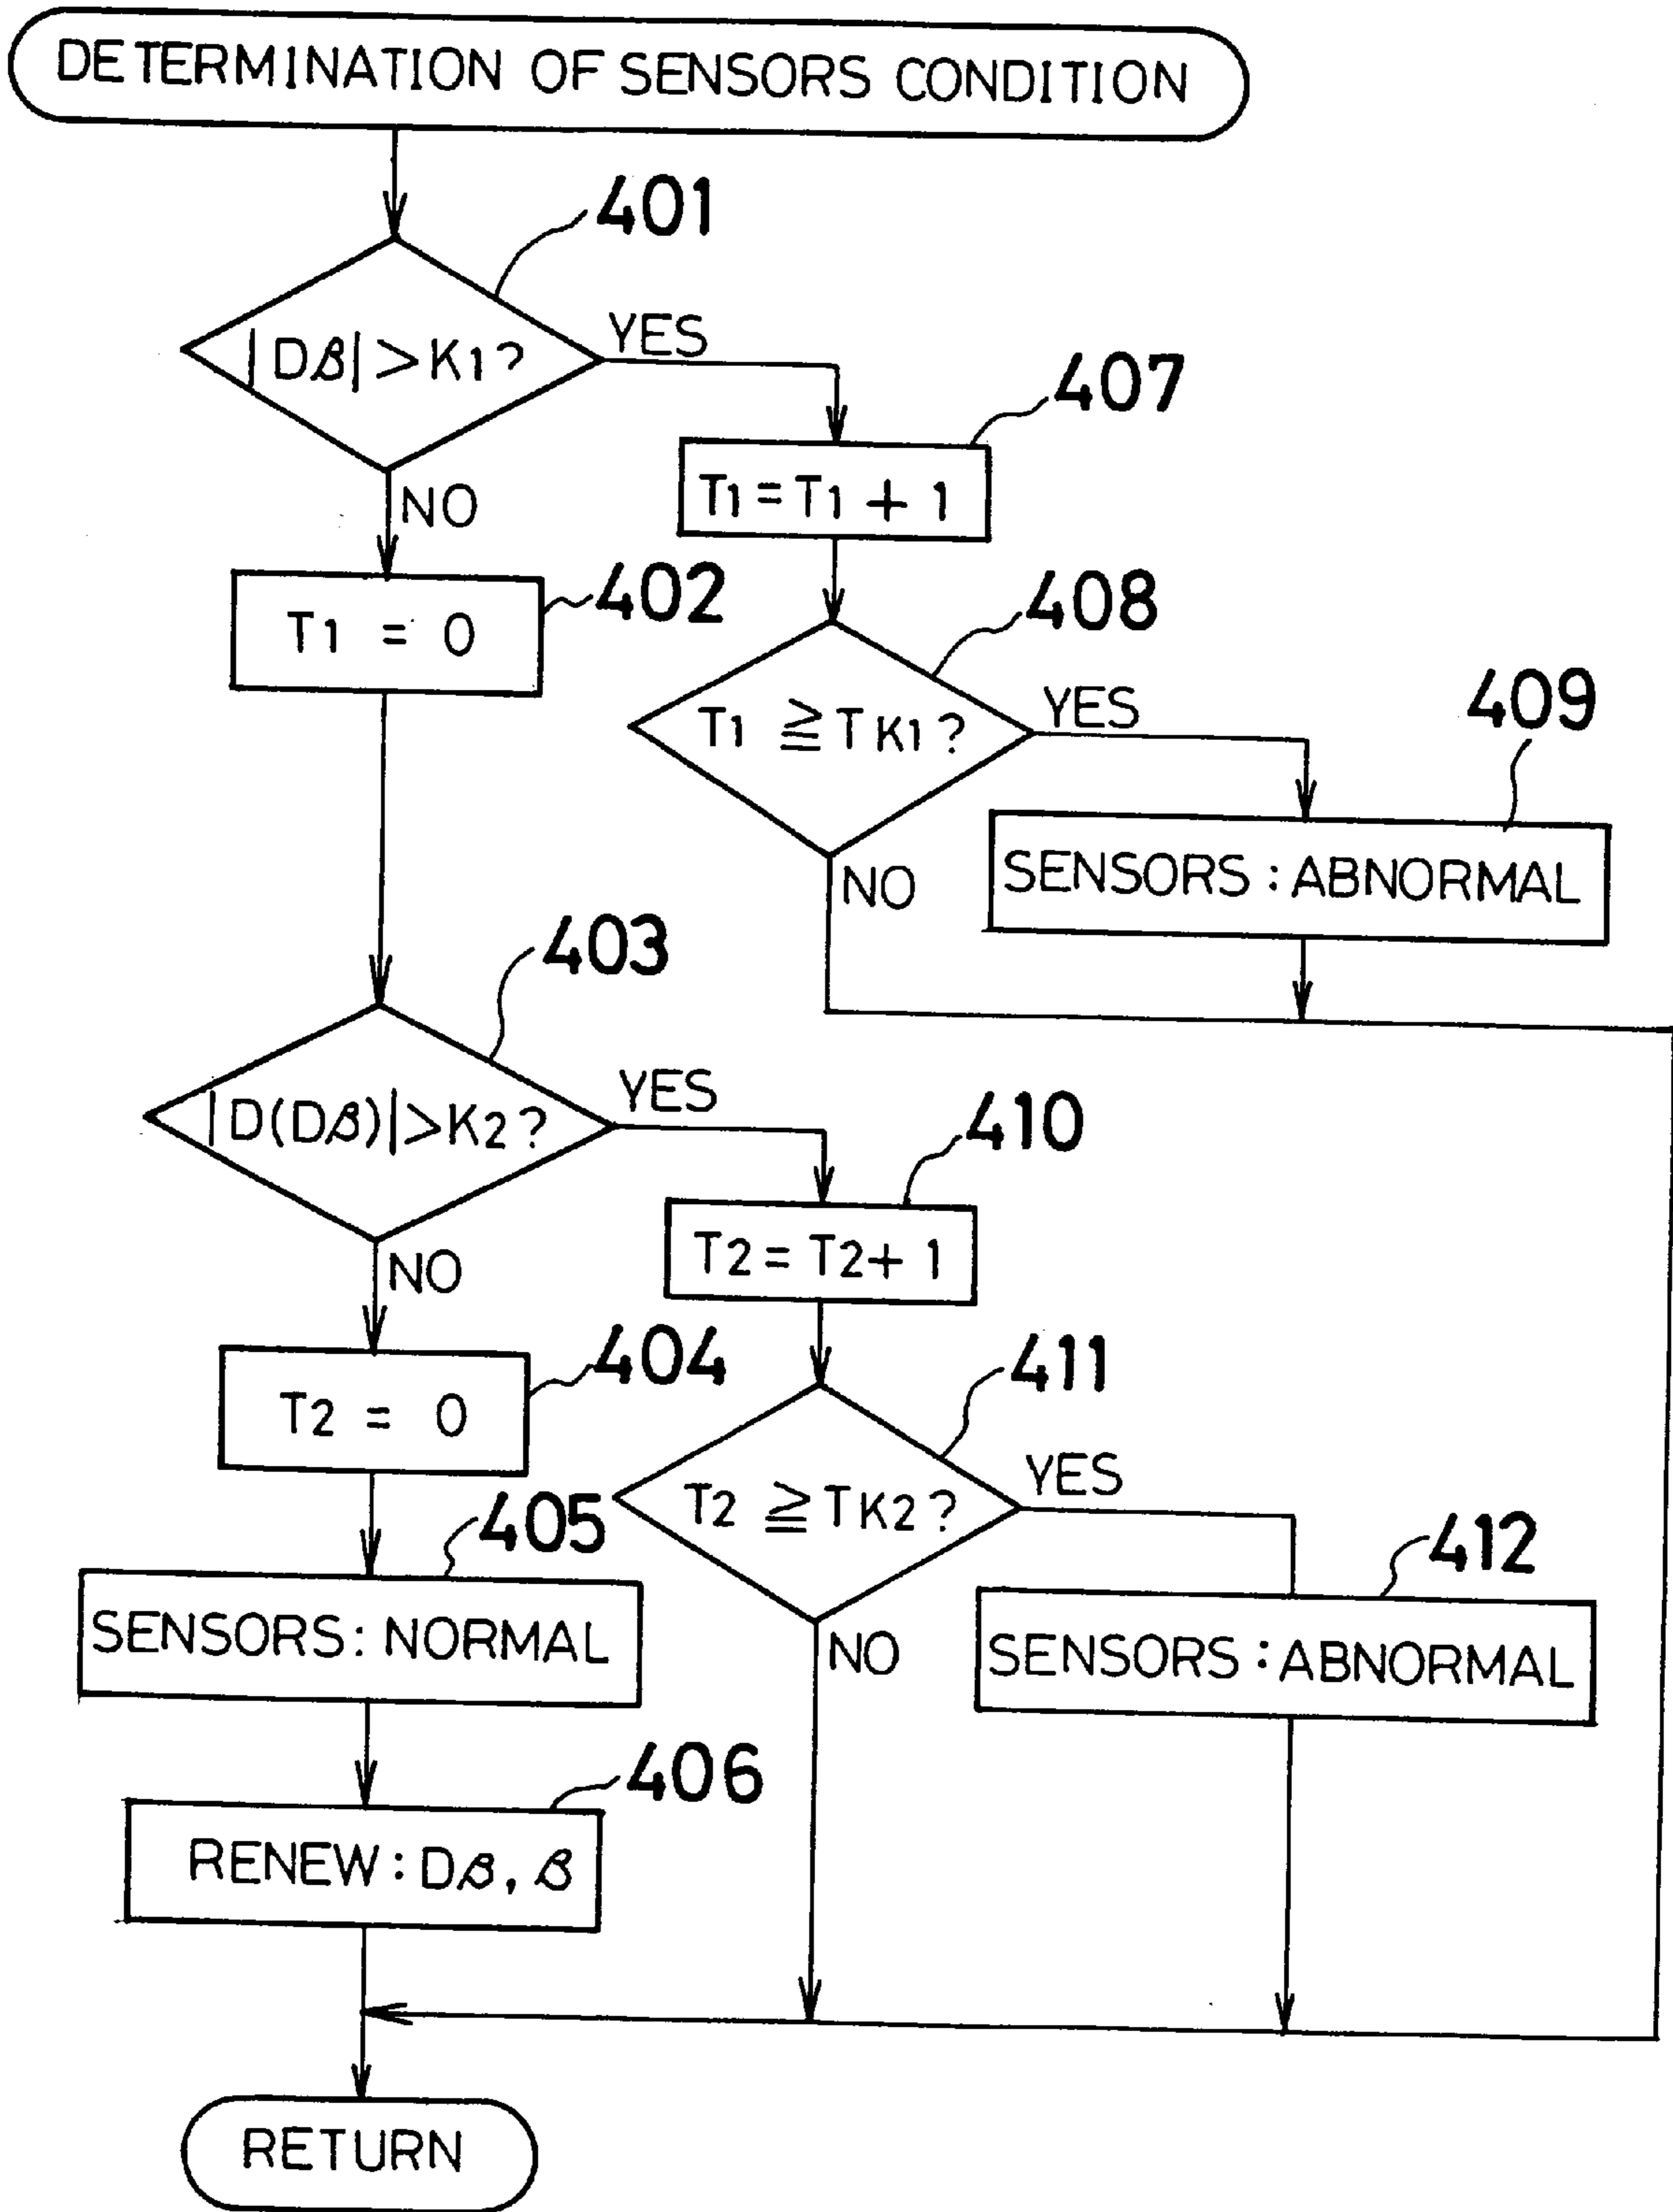 DETERMINATION OF SENSORS CONDITION
401
|Dβ|>K1?
YES
407
NO
T1=T1+1
402
T1 = 0
408
T1 ≧TK1?
YES
409
NO
SENSORS:ABNORMAL
403
|D(Dβ)|>K2?
YES
410
NO
T2=T2+1
404
T2 = 0
411
T2 ≧TK2?
YES
405
412
SENSORS:NORMAL
NO
SENSORS:ABNORMAL
406
RENEW:Dβ, β
RETURN